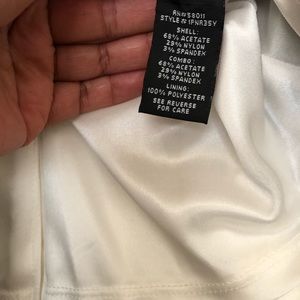 RN#58011
STYLE # 1PNR3SY
SHELL:
68% ACETATE
29% NYLON
3% SPANDEX
COMBO:
68% ACETATE
29% NYLON
3% SPANDEX
LINING:
100% POLYESTER
SEE REVERSE
FOR CARE